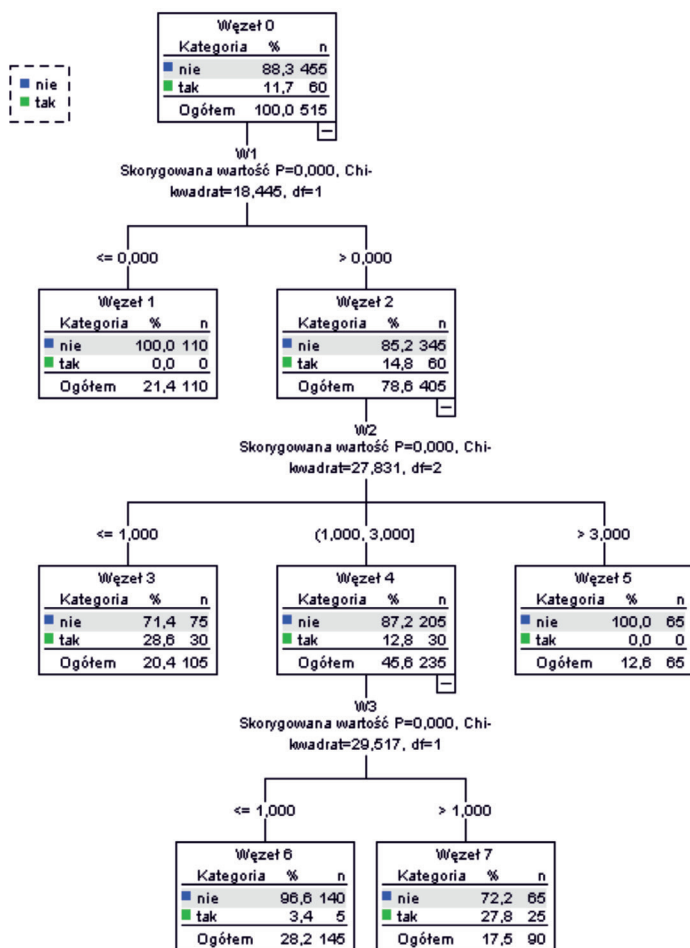 Węzeł 0
Kategoria % n
nie 88,3 455
tak 11,7 60
Ogółem 100,0 515
nie
tak
W1
Skorygowana wartość P=0,000, Chi-
kwadrat=18,445, df=1
<= 0,000
> 0,000
Węzeł 1
Kategoria % n
nie 100,0 110
tak 0,0 0
Ogółem 21,4 110
Węzeł 2
Kategoria % n
nie 85,2 345
tak 14,8 60
Ogółem 78,6 405
W2
Skorygowana wartość P=0,000, Chi-
kwadrat=27,831, df=2
<= 1,000
(1,000, 3,000]
> 3,000
Węzeł 3
Kategoria % n
nie 71,4 75
tak 28,6 30
Ogółem 20,4 105
Węzeł 4
Kategoria % n
nie 87,2 205
tak 12,8 30
Ogółem 45,6 235
Węzeł 5
Kategoria % n
nie 100,0 65
tak 0,0 0
Ogółem 12,6 65
W3
Skorygowana wartość P=0,000, Chi-
kwadrat=29,517, df=1
<= 1,000
> 1,000
Węzeł 6
Kategoria % n
nie 96,6 140
tak 3,4 5
Ogółem 28,2 145
Węzeł 7
Kategoria % n
nie 72,2 65
tak 27,8 25
Ogółem 17,5 90